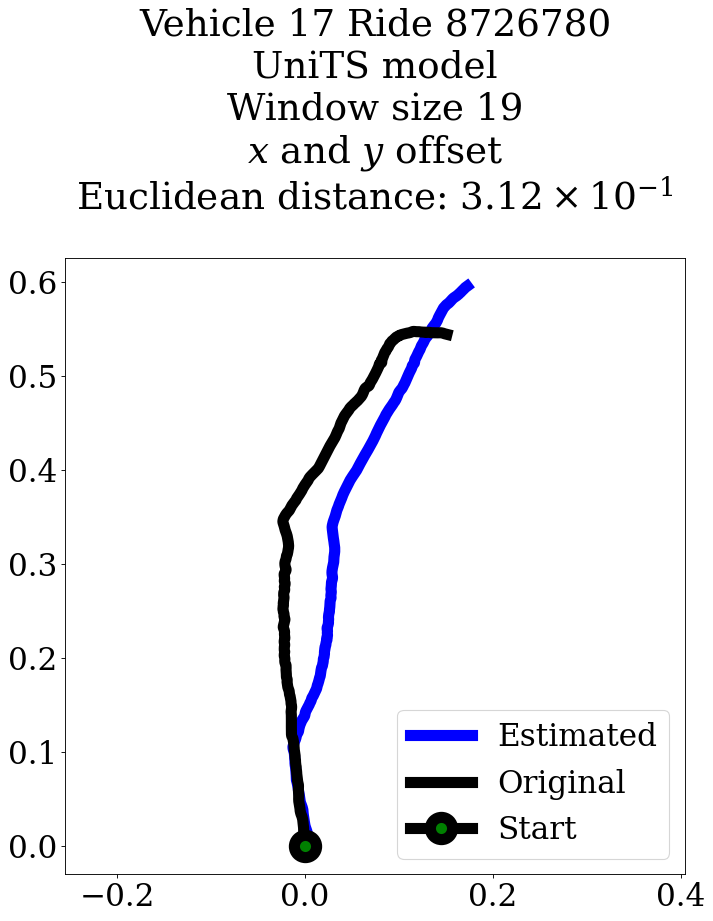 Vehicle 17 Ride 8726780
UniTS model
Window size 19
x and y offset
Euclidean distance: 3.12 × 10⁻¹
0.6
0.5
0.4
0.3
0.2
0.1
0.0
Estimated
Original
Start
−0.2 0.0 0.2 0.4